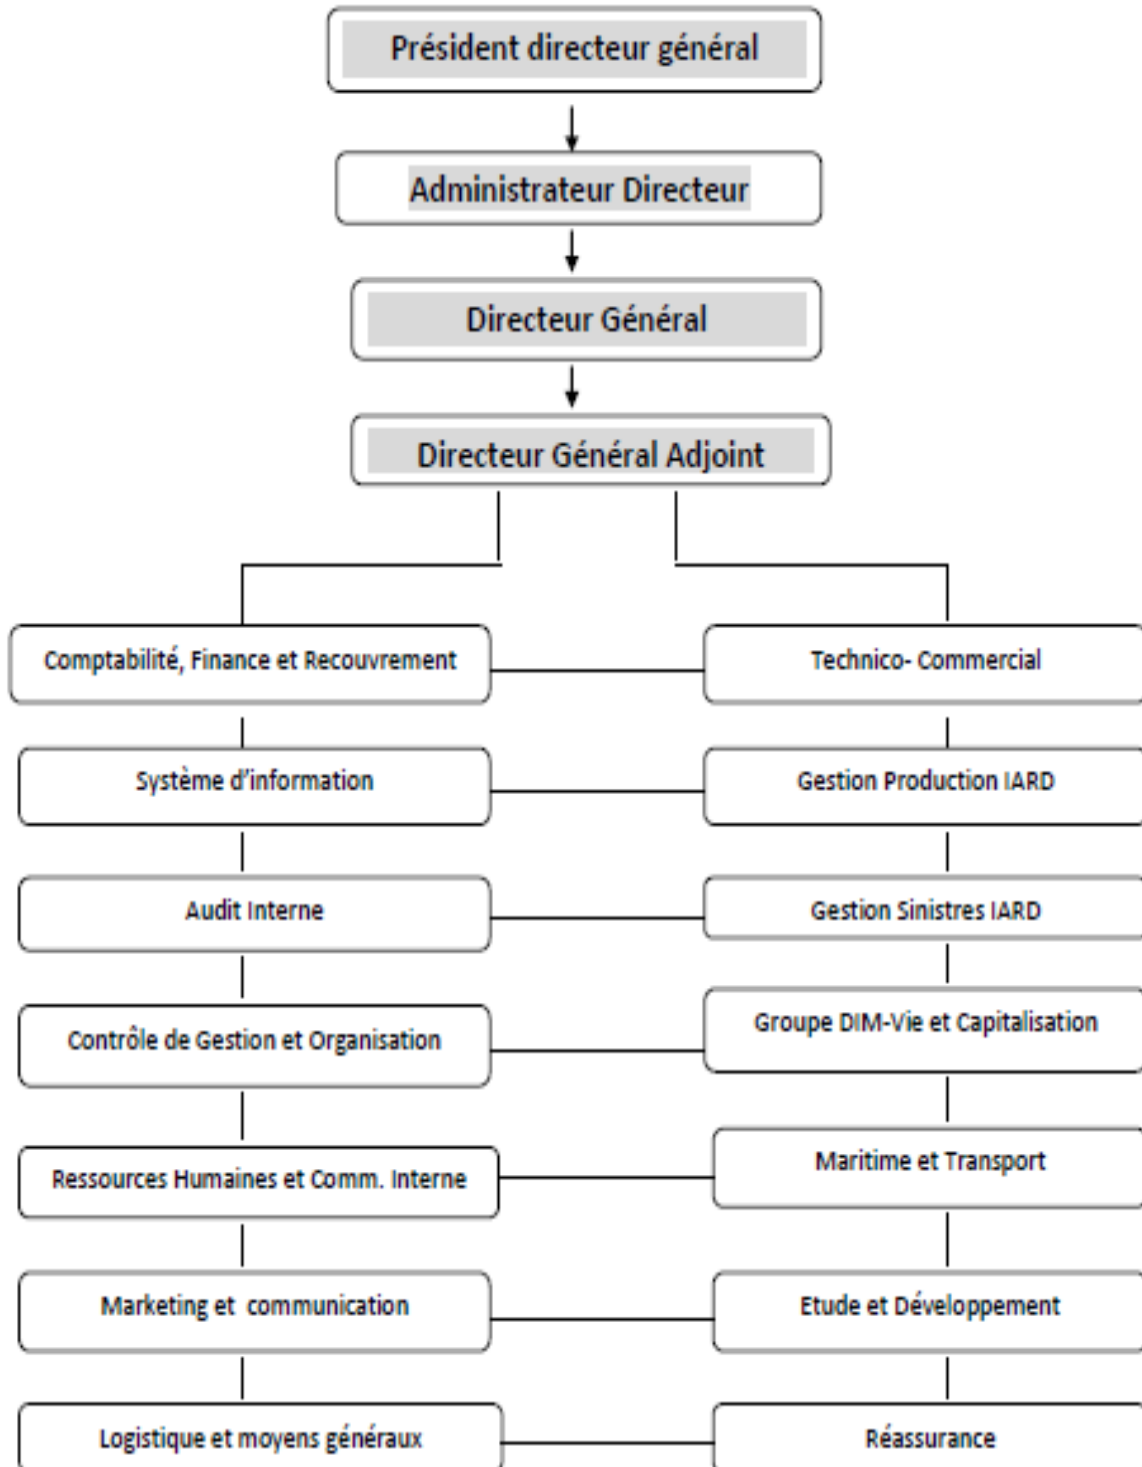 Président directeur général
Administrateur Directeur
Directeur Général
Directeur Général Adjoint
Comptabilité, Finance et Recouvrement
Technico- Commercial
Système d'information
Gestion Production IARD
Audit Interne
Gestion Sinistres IARD
Contrôle de Gestion et Organisation
Groupe DIM-Vie et Capitalisation
Ressources Humaines et Comm. Interne
Maritime et Transport
Marketing et  communication
Etude et Développement
Logistique et moyens généraux
Réassurance